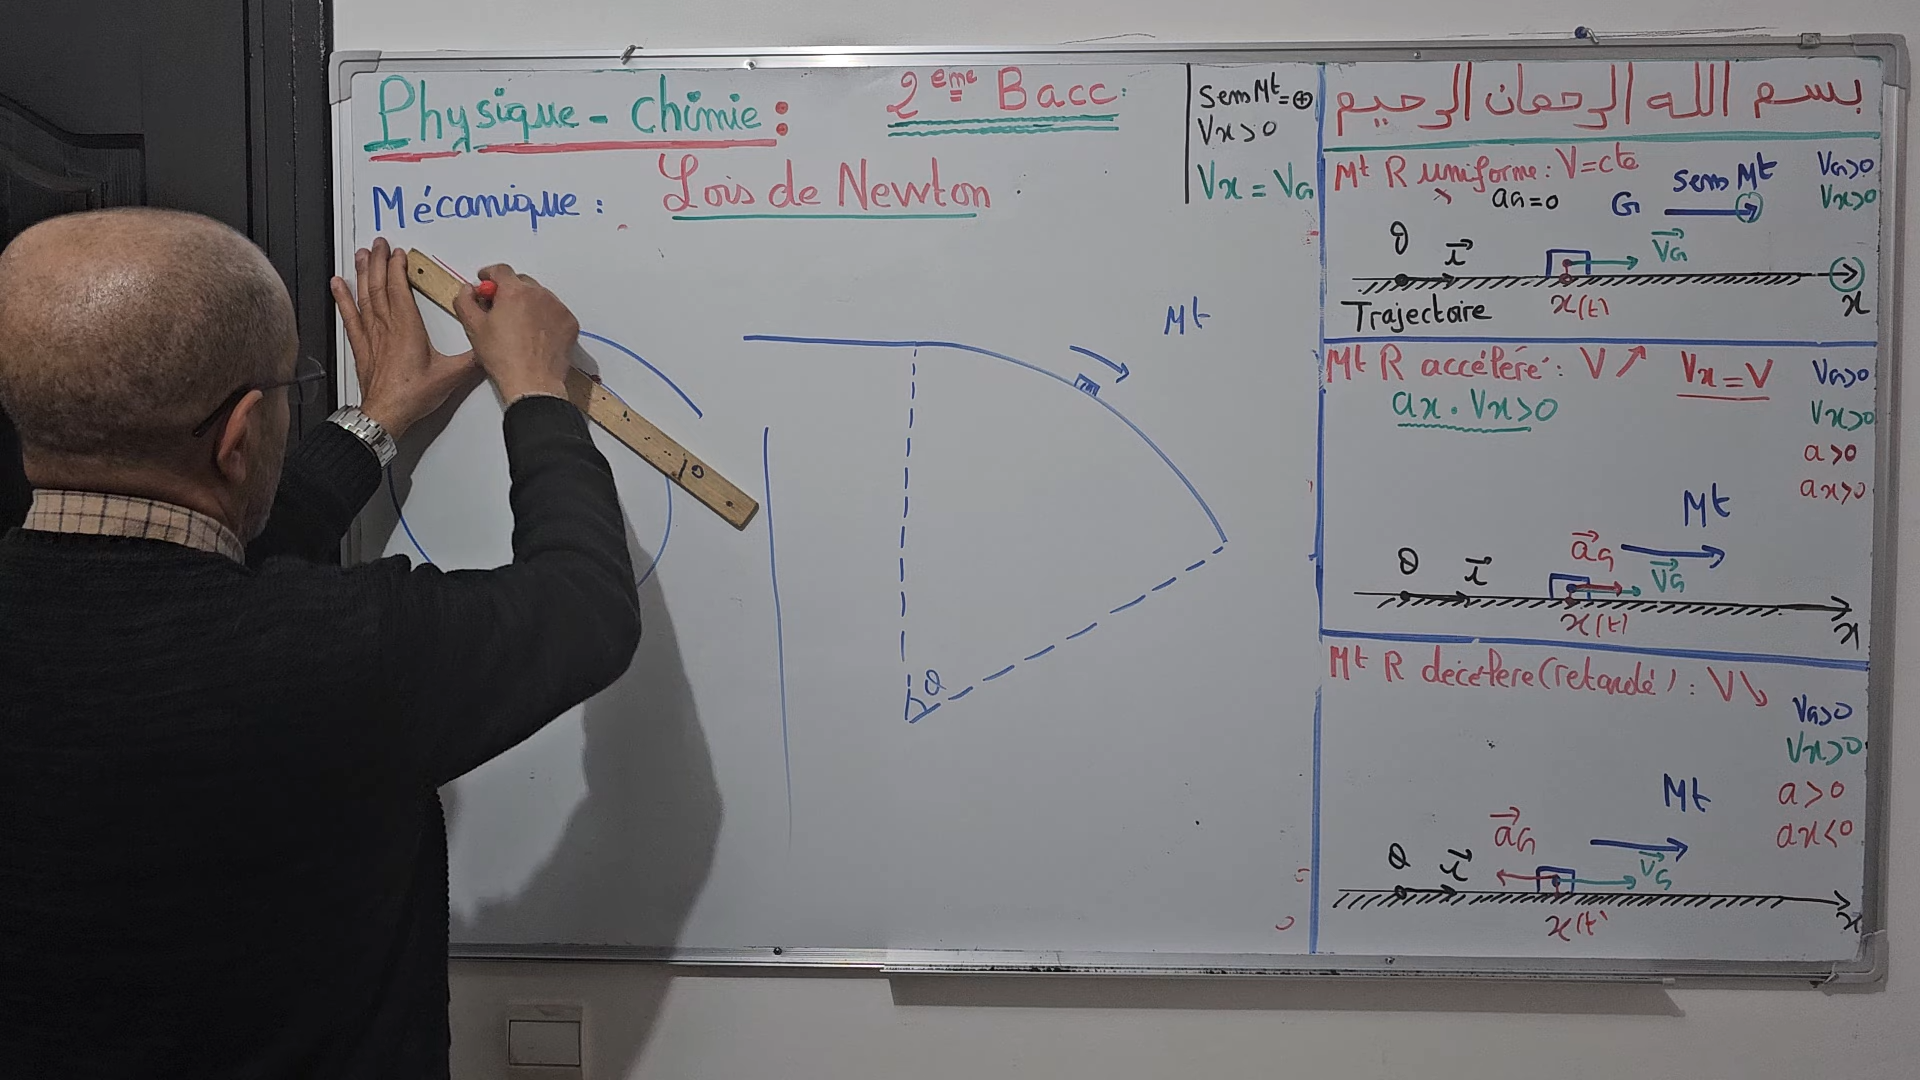 Physique - Chimie :
2eme Bacc :
Mécanique :
Lois de Newton
Mt
θ
10
Sens Mt = ⊕
Vx > 0
Vx = VG
بسم الله الرحمان الرحيم
Mt R uniforme : V = cte
VG>0
aG = 0
G
sens Mt
Vx>0
O
i
VG
x(t)
x
Trajectoire
Mt R accéléré : V ↗
Vx = V
VG>0
ax . Vx > 0
Vx>0
a>0
ax>0
Mt
O
i
aG
VG
x(t)
x
Mt R décéléré (retardé) : V ↘
VG>0
Vx>0
Mt
a > 0
ax<0
aG
O
i
VG
x(t)
x